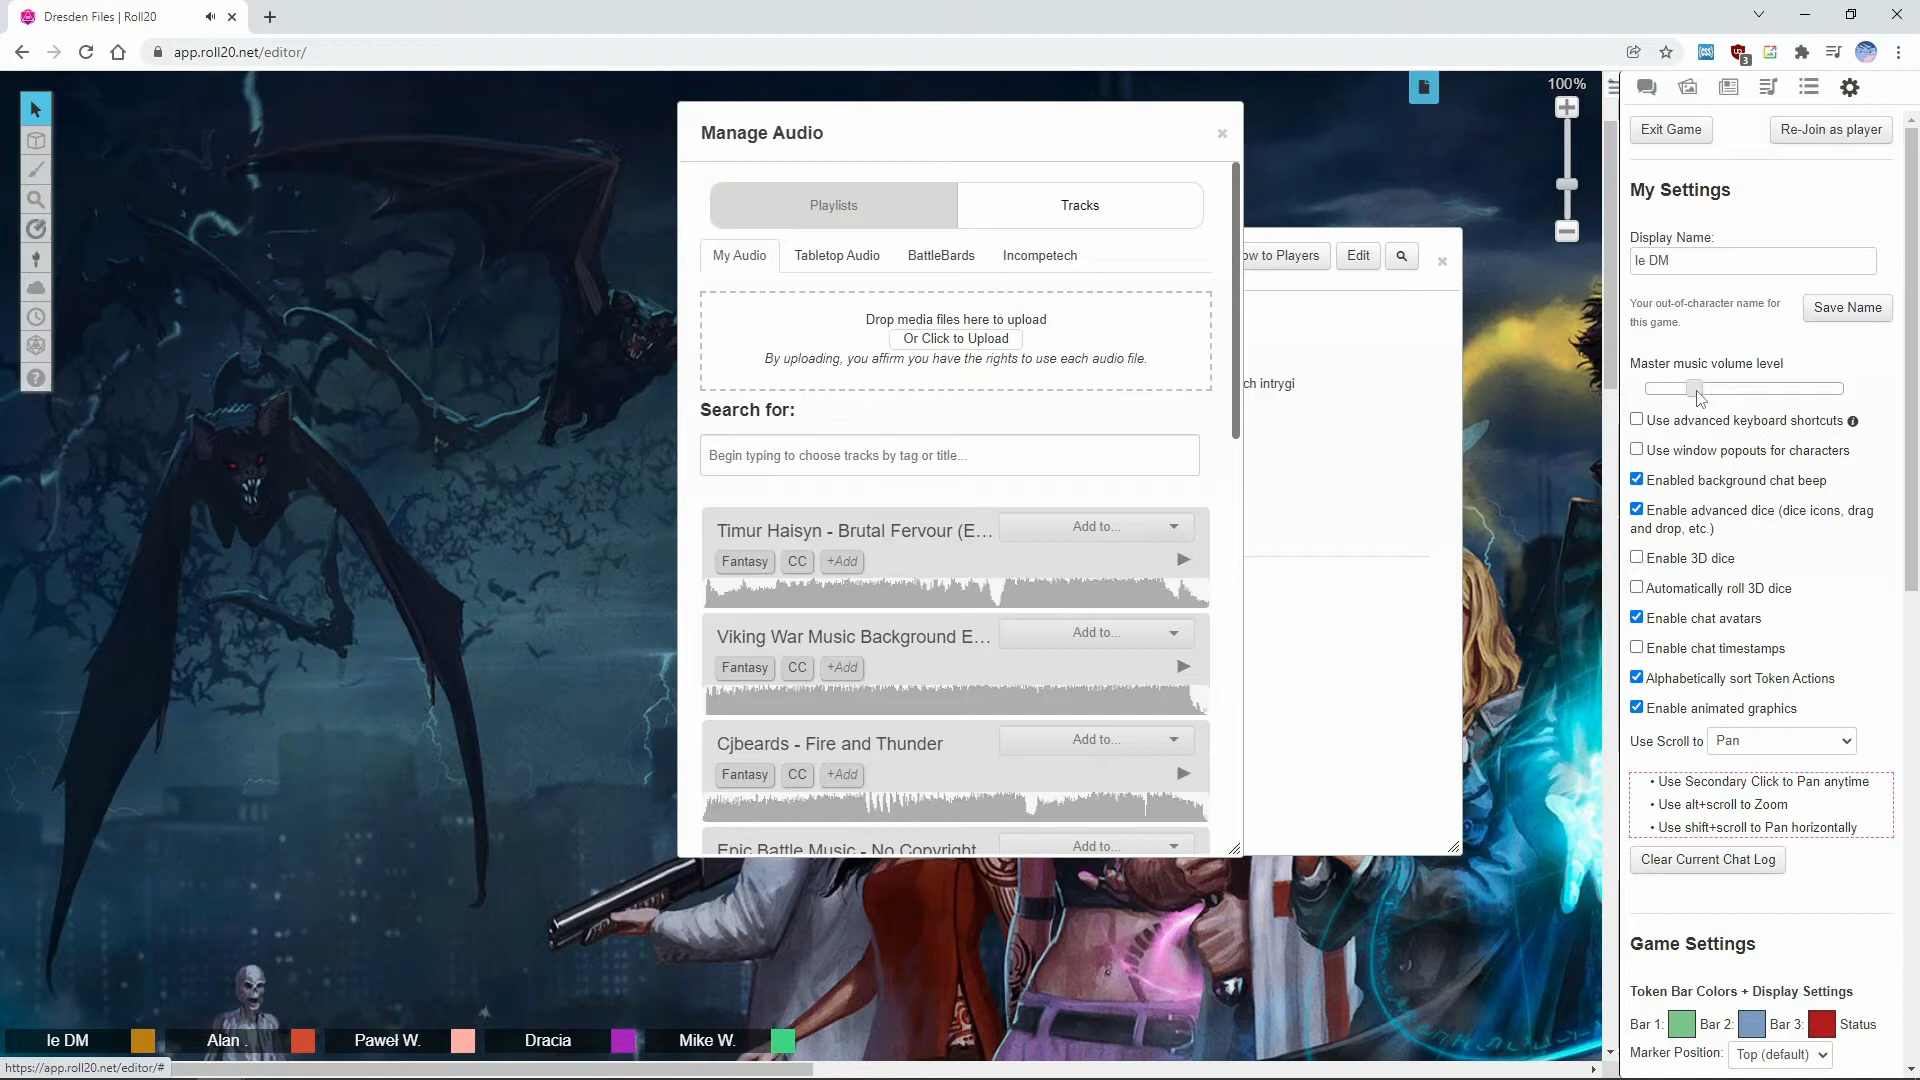 Dresden Files | Roll20
app.roll20.net/editor/
3
100%
Exit Game
Re-Join as player
My Settings
Display Name:
le DM
Your out-of-character name for
this game.
Save Name
Master music volume level
Use advanced keyboard shortcuts
Use window popouts for characters
Enabled background chat beep
Enable advanced dice (dice icons, drag
and drop, etc.)
Enable 3D dice
Automatically roll 3D dice
Enable chat avatars
Enable chat timestamps
Alphabetically sort Token Actions
Enable animated graphics
Use Scroll to Pan
• Use Secondary Click to Pan anytime
• Use alt+scroll to Zoom
• Use shift+scroll to Pan horizontally
Clear Current Chat Log
Game Settings
Token Bar Colors + Display Settings
Bar 1: Bar 2: Bar 3: Status
Marker Position: Top (default)
Manage Audio
Playlists
Tracks
My Audio
Tabletop Audio
BattleBards
Incompetech
Drop media files here to upload
Or Click to Upload
By uploading, you affirm you have the rights to use each audio file.
Search for:
Begin typing to choose tracks by tag or title...
Timur Haisyn - Brutal Fervour (E...
Add to...
Fantasy CC +Add
Viking War Music Background E...
Add to...
Fantasy CC +Add
Cjbeards - Fire and Thunder
Add to...
Fantasy CC +Add
Epic Battle Music - No Copyright
Add to...
ow to Players
Edit
ch intrygi
le DM
Alan .
Paweł W.
Dracia
Mike W.
https://app.roll20.net/editor/#